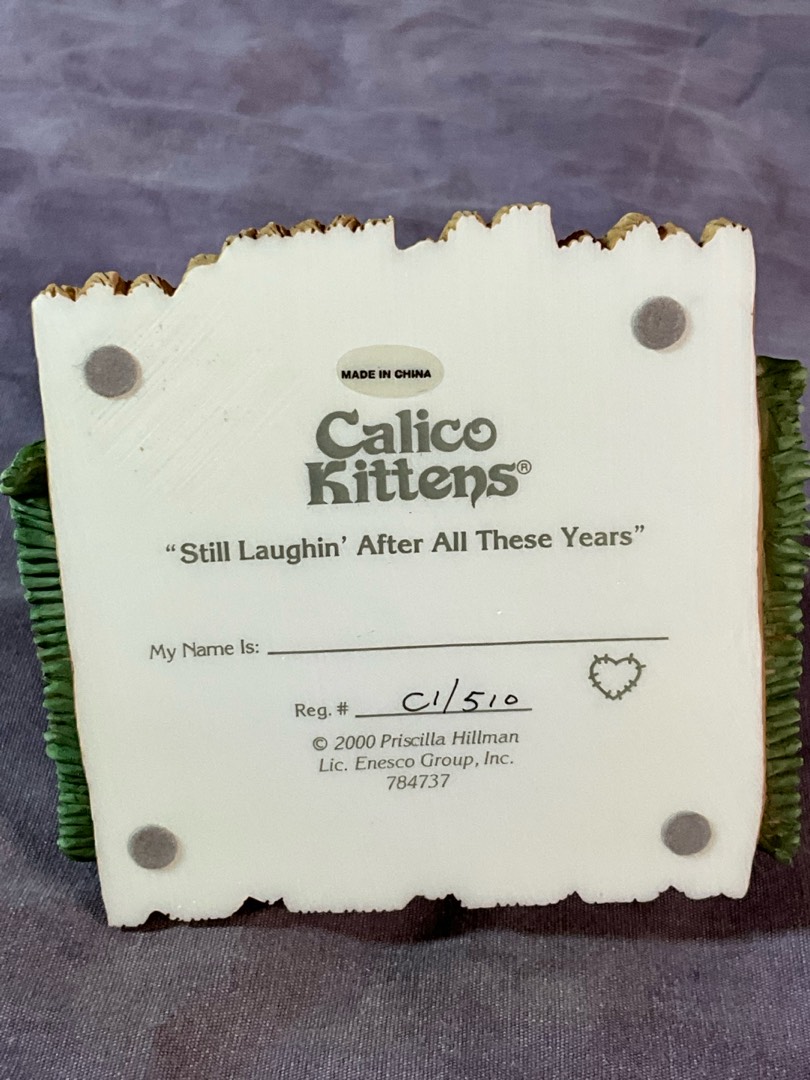 MADE IN CHINA
Calico
Kittens®
“Still Laughin’ After All These Years”
My Name Is:
Reg. # C1/510
© 2000 Priscilla Hillman
Lic. Enesco Group, Inc.
784737